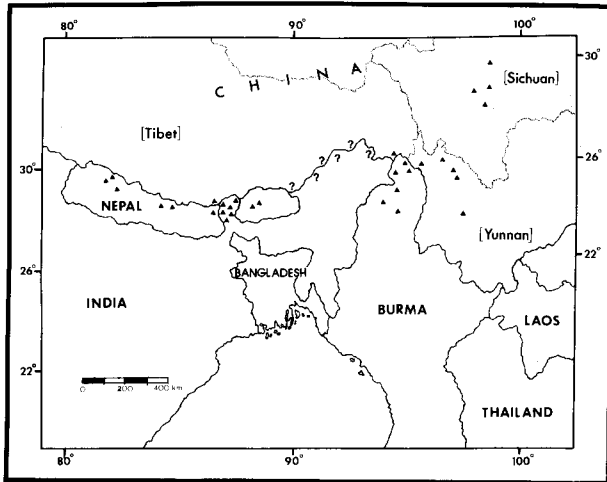 80° 90° 100°
30°
C H I N A
[Sichuan]
[Tibet]
26°
30°
? ? ? ? ? ?
NEPAL
[Yunnan]
22°
26°
BANGLADESH
INDIA
BURMA
LAOS
22°
0 200 400 km
THAILAND
80° 90° 100°